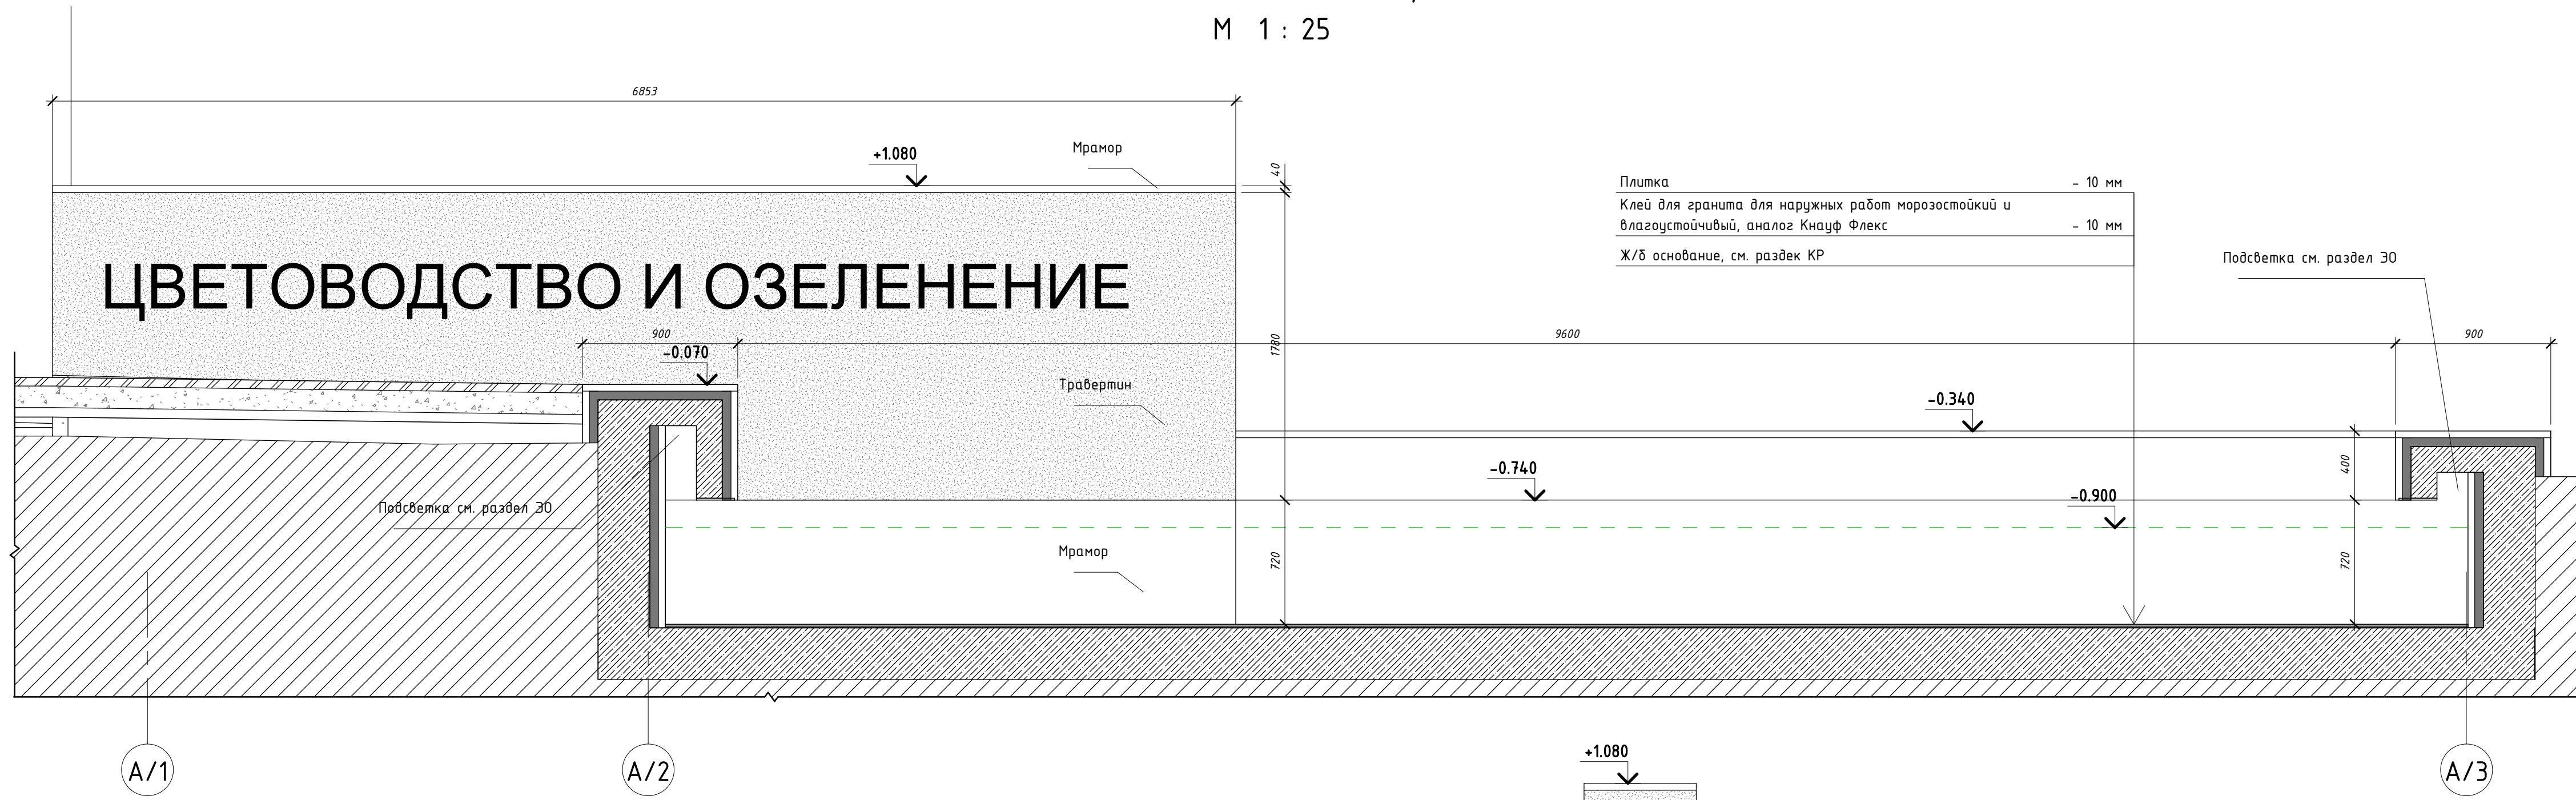 М 1 : 25
6853
+1.080
Мрамор
40
Плитка - 10 мм
Клей для гранита для наружных работ морозостойкий и
влагоустойчивый, аналог Кнауф Флекс - 10 мм
Ж/б основание, см. раздек КР
Подсветка см. раздел ЭО
ЦВЕТОВОДСТВО И ОЗЕЛЕНЕНИЕ
900
1780
9600
900
-0.070
Травертин
-0.340
-0.740
400
-0.900
Подсветка см. раздел ЭО
Мрамор
720
720
А/1
А/2
+1.080
А/3